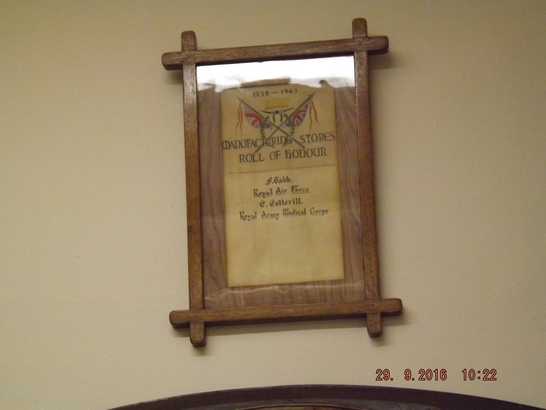 1939 — 1945
MANUFACTURING STORES
ROLL OF HONOUR
Royal Air Force
C. Cotterill.
Royal Army Medical Corps
29. 9.2016 10:22